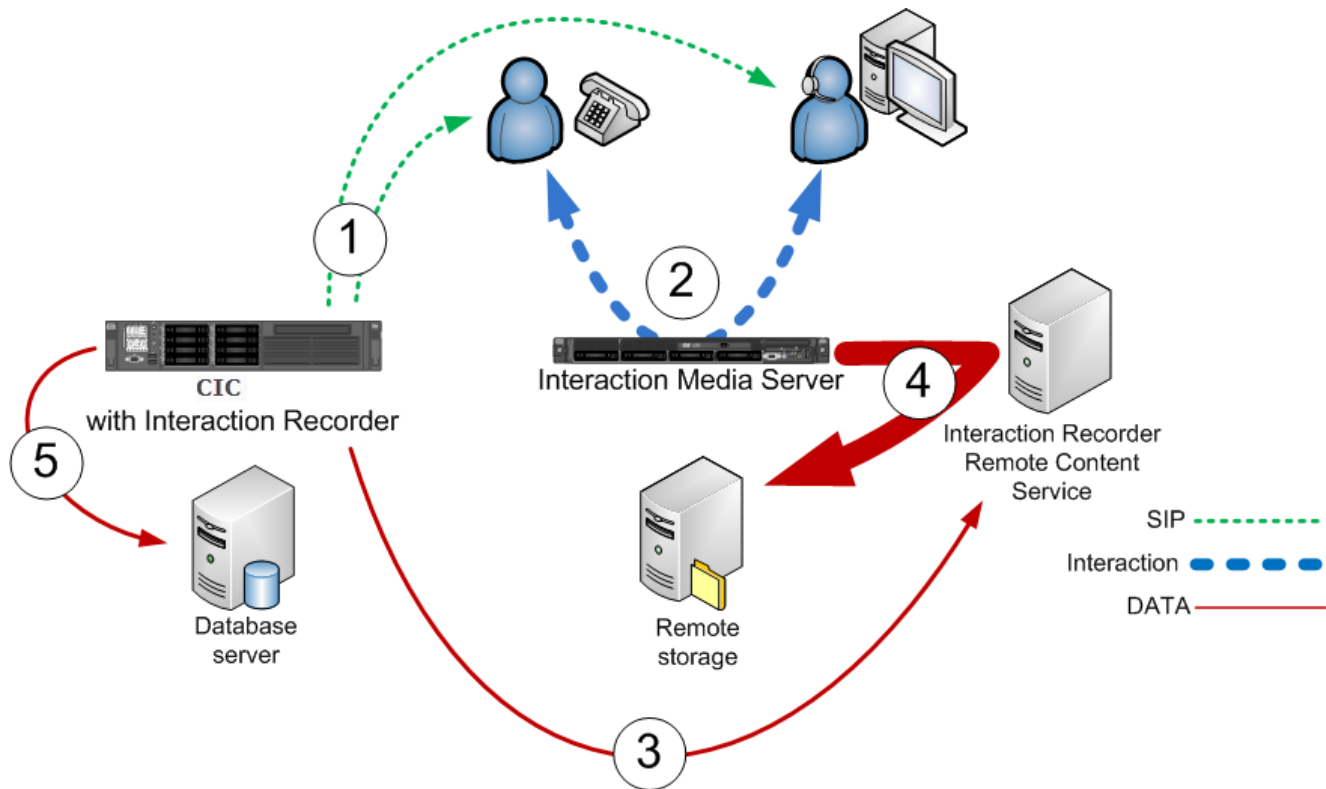 1
2
CIC
with Interaction Recorder
Interaction Media Server
4
5
Interaction Recorder
Remote Content
Service
Database
server
Remote
storage
3
SIP
Interaction
DATA